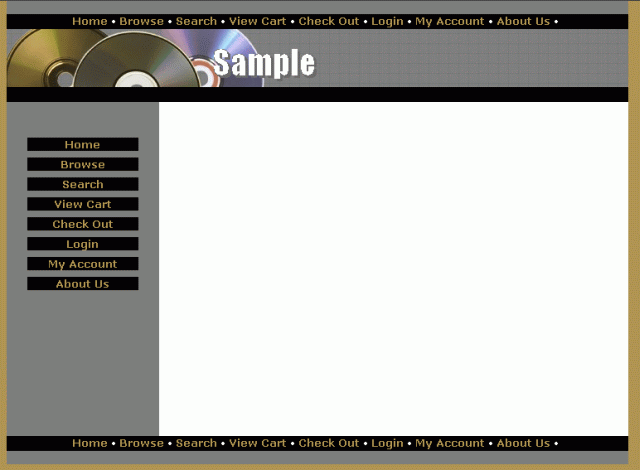 Home • Browse • Search • View Cart • Check Out • Login • My Account • About Us •
Sample
Home
Browse
Search
View Cart
Check Out
Login
My Account
About Us
Home • Browse • Search • View Cart • Check Out • Login • My Account • About Us •